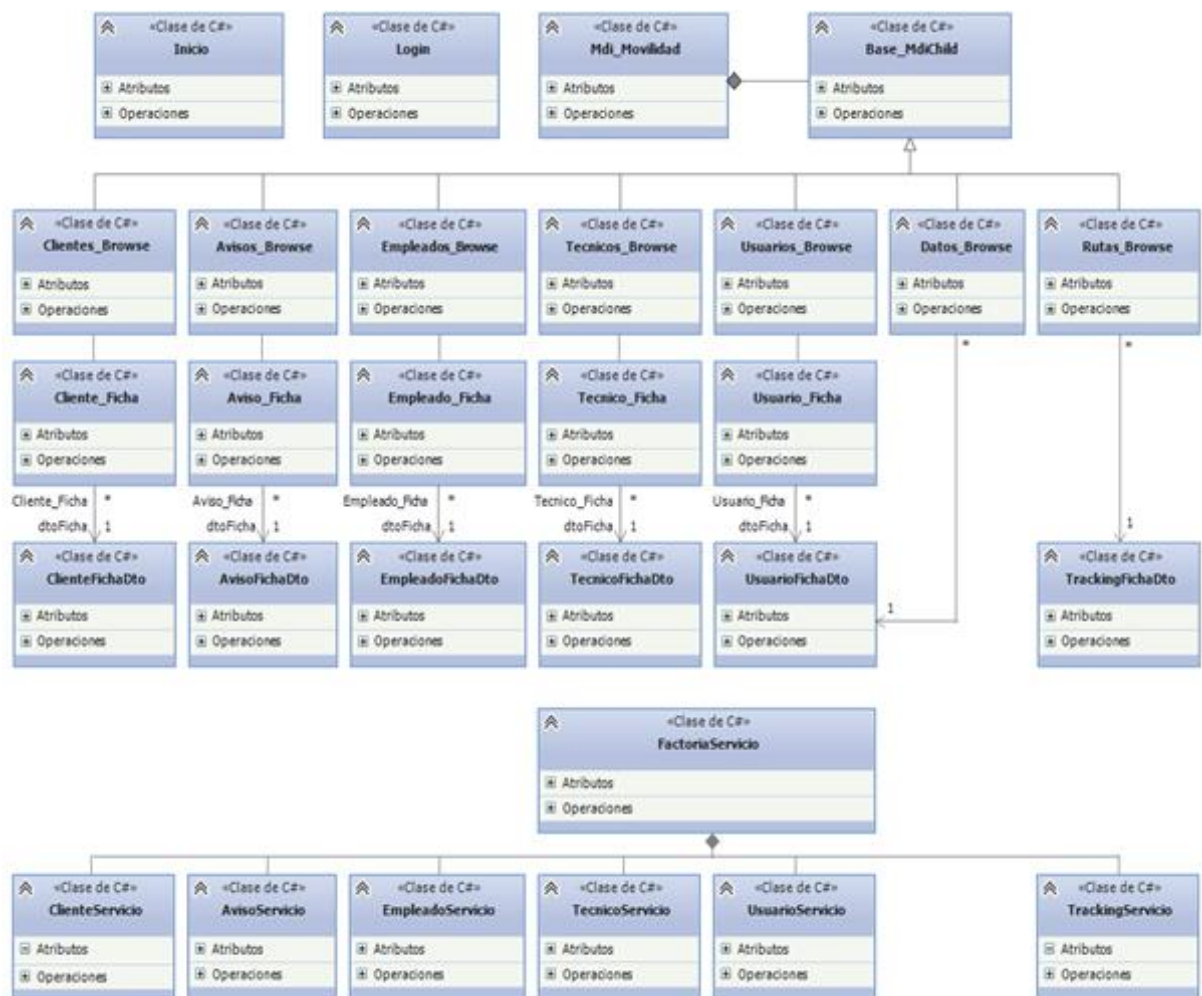 «Clase de C#»
Inicio
Atributos
Operaciones
«Clase de C#»
Login
Atributos
Operaciones
«Clase de C#»
Mdi_Movilidad
Atributos
Operaciones
«Clase de C#»
Base_MdiChild
Atributos
Operaciones
«Clase de C#»
Clientes_Browse
Atributos
Operaciones
«Clase de C#»
Avisos_Browse
Atributos
Operaciones
«Clase de C#»
Empleados_Browse
Atributos
Operaciones
«Clase de C#»
Tecnicos_Browse
Atributos
Operaciones
«Clase de C#»
Usuarios_Browse
Atributos
Operaciones
«Clase de C#»
Datos_Browse
Atributos
Operaciones
*
«Clase de C#»
Rutas_Browse
Atributos
Operaciones
*
«Clase de C#»
Cliente_Ficha
Atributos
Operaciones
Cliente_Ficha *
dtoFicha 1
«Clase de C#»
Aviso_Ficha
Atributos
Operaciones
Aviso_Ficha *
dtoFicha 1
«Clase de C#»
Empleado_Ficha
Atributos
Operaciones
Empleado_Ficha *
dtoFicha 1
«Clase de C#»
Tecnico_Ficha
Atributos
Operaciones
Tecnico_Ficha *
dtoFicha 1
«Clase de C#»
Usuario_Ficha
Atributos
Operaciones
Usuario_Ficha *
dtoFicha 1
«Clase de C#»
ClienteFichaDto
Atributos
Operaciones
«Clase de C#»
AvisoFichaDto
Atributos
Operaciones
«Clase de C#»
EmpleadoFichaDto
Atributos
Operaciones
«Clase de C#»
TecnicoFichaDto
Atributos
Operaciones
«Clase de C#»
UsuarioFichaDto
Atributos
Operaciones
1
1
«Clase de C#»
TrackingFichaDto
Atributos
Operaciones
«Clase de C#»
FactoriaServicio
Atributos
Operaciones
«Clase de C#»
ClienteServicio
Atributos
Operaciones
«Clase de C#»
AvisoServicio
Atributos
Operaciones
«Clase de C#»
EmpleadoServicio
Atributos
Operaciones
«Clase de C#»
TecnicoServicio
Atributos
Operaciones
«Clase de C#»
UsuarioServicio
Atributos
Operaciones
«Clase de C#»
TrackingServicio
Atributos
Operaciones